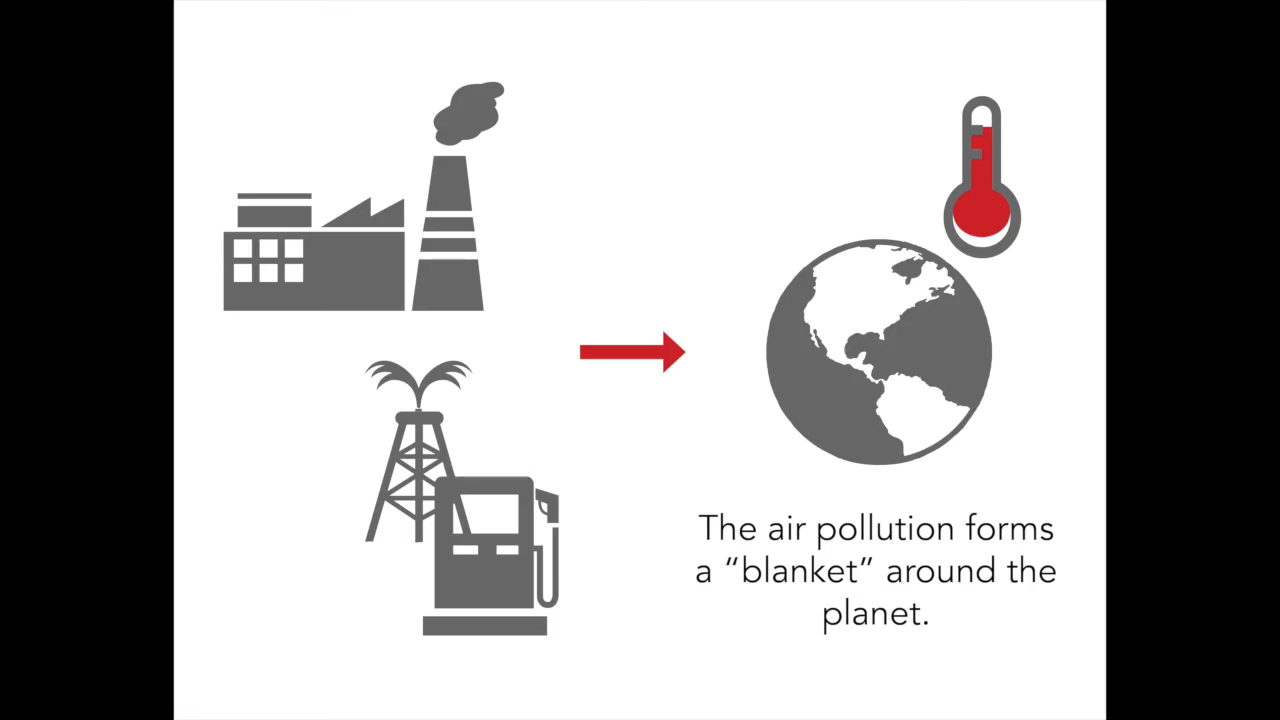 The air pollution forms
a “blanket” around the
planet.